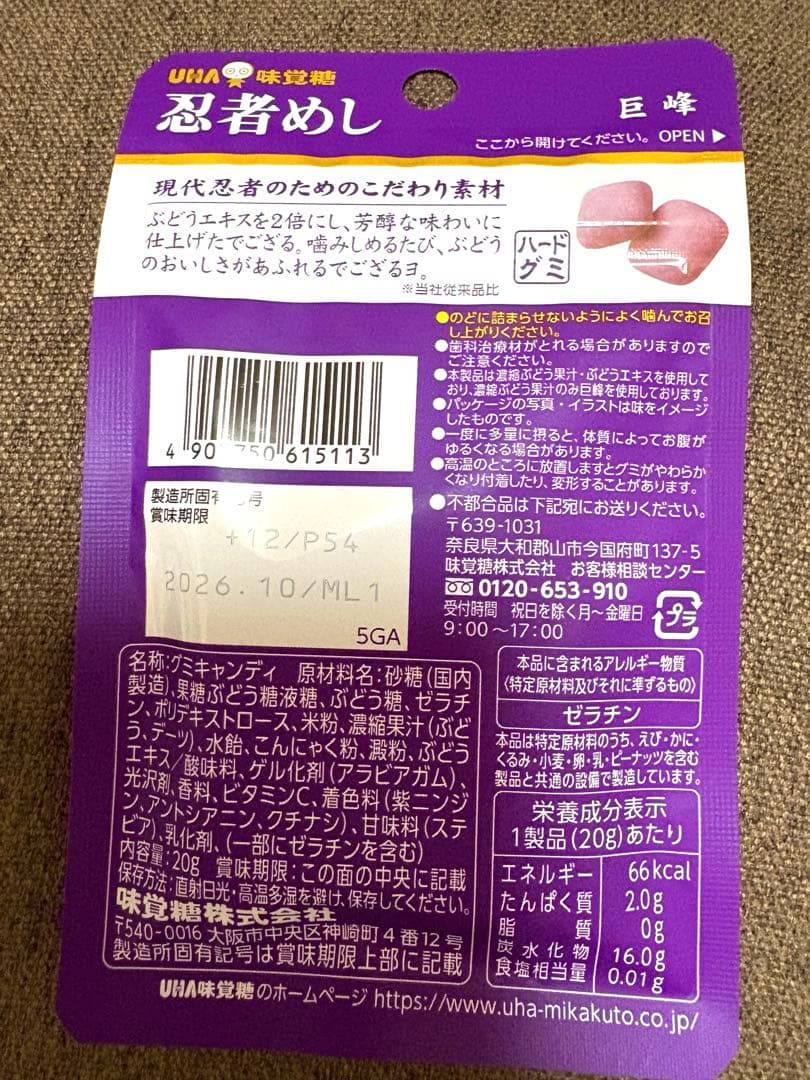 UHA 味覚糖
忍者めし
巨峰
ここから開けてください。 OPEN ▶
現代忍者のためのこだわり素材
ぶどうエキスを2倍にし、芳醇な味わいに
仕上げたでござる。噛みしめるたび、ぶどう
のおいしさがあふれるでござるヨ。
※当社従来品比
ハード
グミ
●のどに詰まらせないようによく噛んでお召
し上がりください。
●歯科治療材がとれる場合がありますので
ご注意ください。
●本製品は濃縮ぶどう果汁・ぶどうエキスを使用して
おり、濃縮ぶどう果汁のみ巨峰を使用しております。
●パッケージの写真・イラストは味をイメージ
したものです。
●一度に多量に摂ると、体質によってお腹が
ゆるくなる場合があります。
●高温のところに放置しますとグミがやわらか
くなり付着したり、変形することがあります。
●不都合品は下記宛にお送りください。
〒639-1031
奈良県大和郡山市今国府町137-5
味覚糖株式会社 お客様相談センター
0120-653-910
受付時間 祝日を除く月〜金曜日
9:00〜17:00
プラ
4 90 750 615113
製造所固有 号
賞味期限
+12/P54
2026.10/ML1
5GA
名称:グミキャンディ 原材料名:砂糖(国内
製造)、果糖ぶどう糖液糖、ぶどう糖、ゼラチ
ン、ポリデキストロース、米粉、濃縮果汁(ぶど
う、デーツ)、水飴、こんにゃく粉、澱粉、ぶどう
エキス/酸味料、ゲル化剤(アラビアガム)、
光沢剤、香料、ビタミンC、着色料(紫ニンジ
ン、アントシアニン、クチナシ)、甘味料(ステ
ビア)、乳化剤、(一部にゼラチンを含む)
内容量:20g 賞味期限:この面の中央に記載
保存方法:直射日光・高温多湿を避け、保存してください。
味覚糖株式会社
〒540-0016 大阪市中央区神崎町4番12号
製造所固有記号は賞味期限上部に記載
本品に含まれるアレルギー物質
〈特定原材料及びそれに準ずるもの〉
ゼラチン
本品は特定原材料のうち、えび・かに・
くるみ・小麦・卵・乳・ピーナッツを含む
製品と共通の設備で製造しています。
栄養成分表示
1製品(20g)あたり
エネルギー 66kcal
たんぱく質 2.0g
脂質 0g
炭水化物 16.0g
食塩相当量 0.01g
UHA味覚糖のホームページ https://www.uha-mikakuto.co.jp/